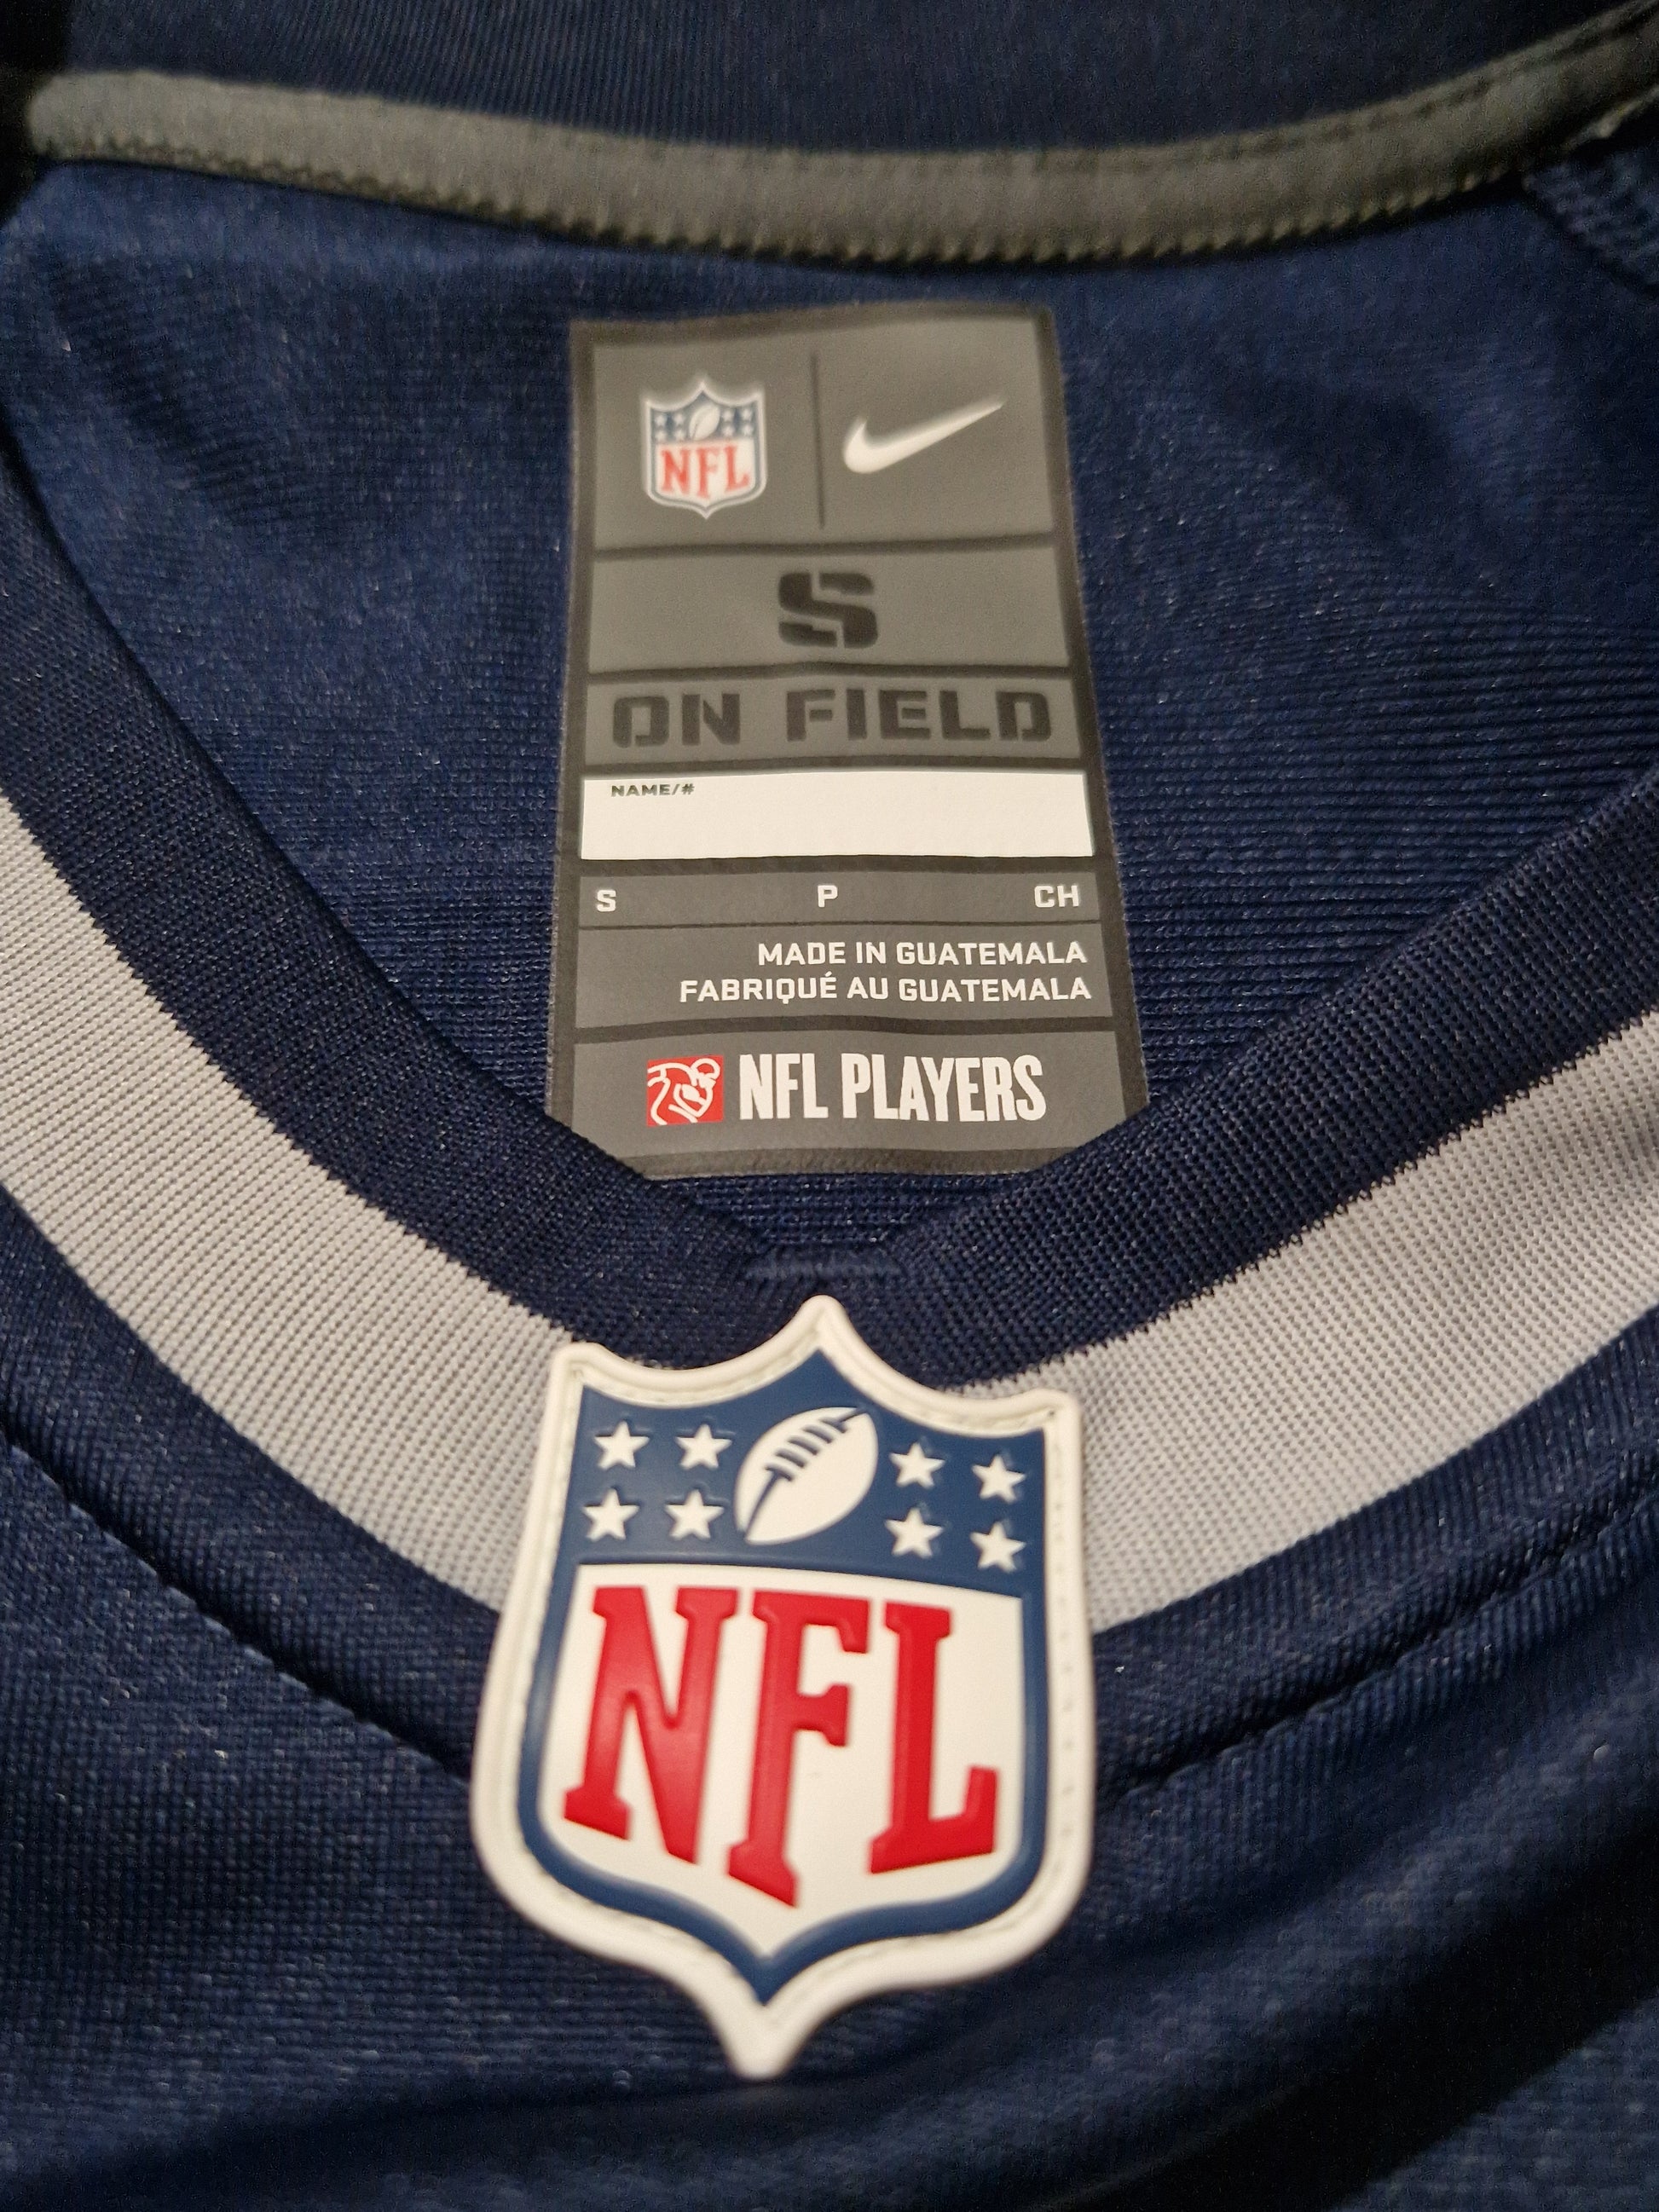 NFL
S
ON FIELD
NAME/#
S P CH
MADE IN GUATEMALA
FABRIQUÉ AU GUATEMALA
NFL PLAYERS
NFL